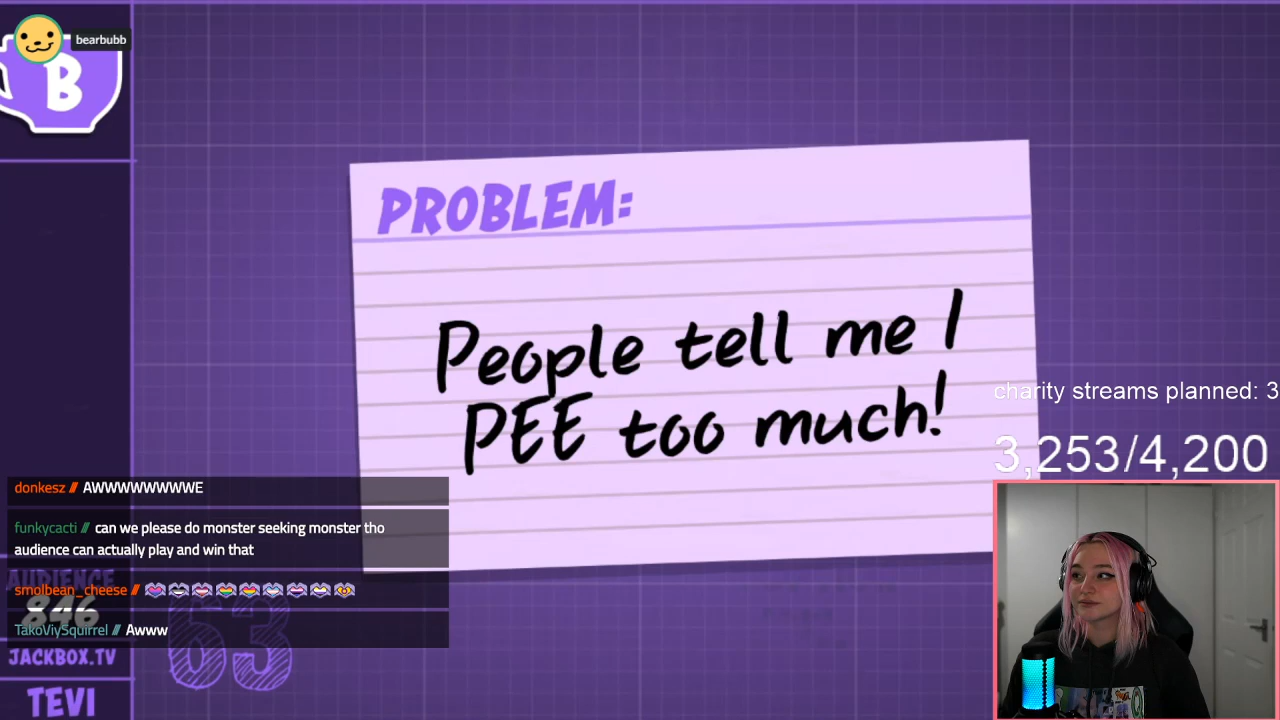 bearbubb
B
PROBLEM:
People tell me I
PEE too much!
charity streams planned: 3
3,253/4,200
donkesz // AWWWWWWWWE
funkycacti // can we please do monster seeking monster tho
audience can actually play and win that
AUDIENCE
smolbean_cheese //
846
TakoViySquirrel // Awww
63
JACKBOX.TV
TEVI